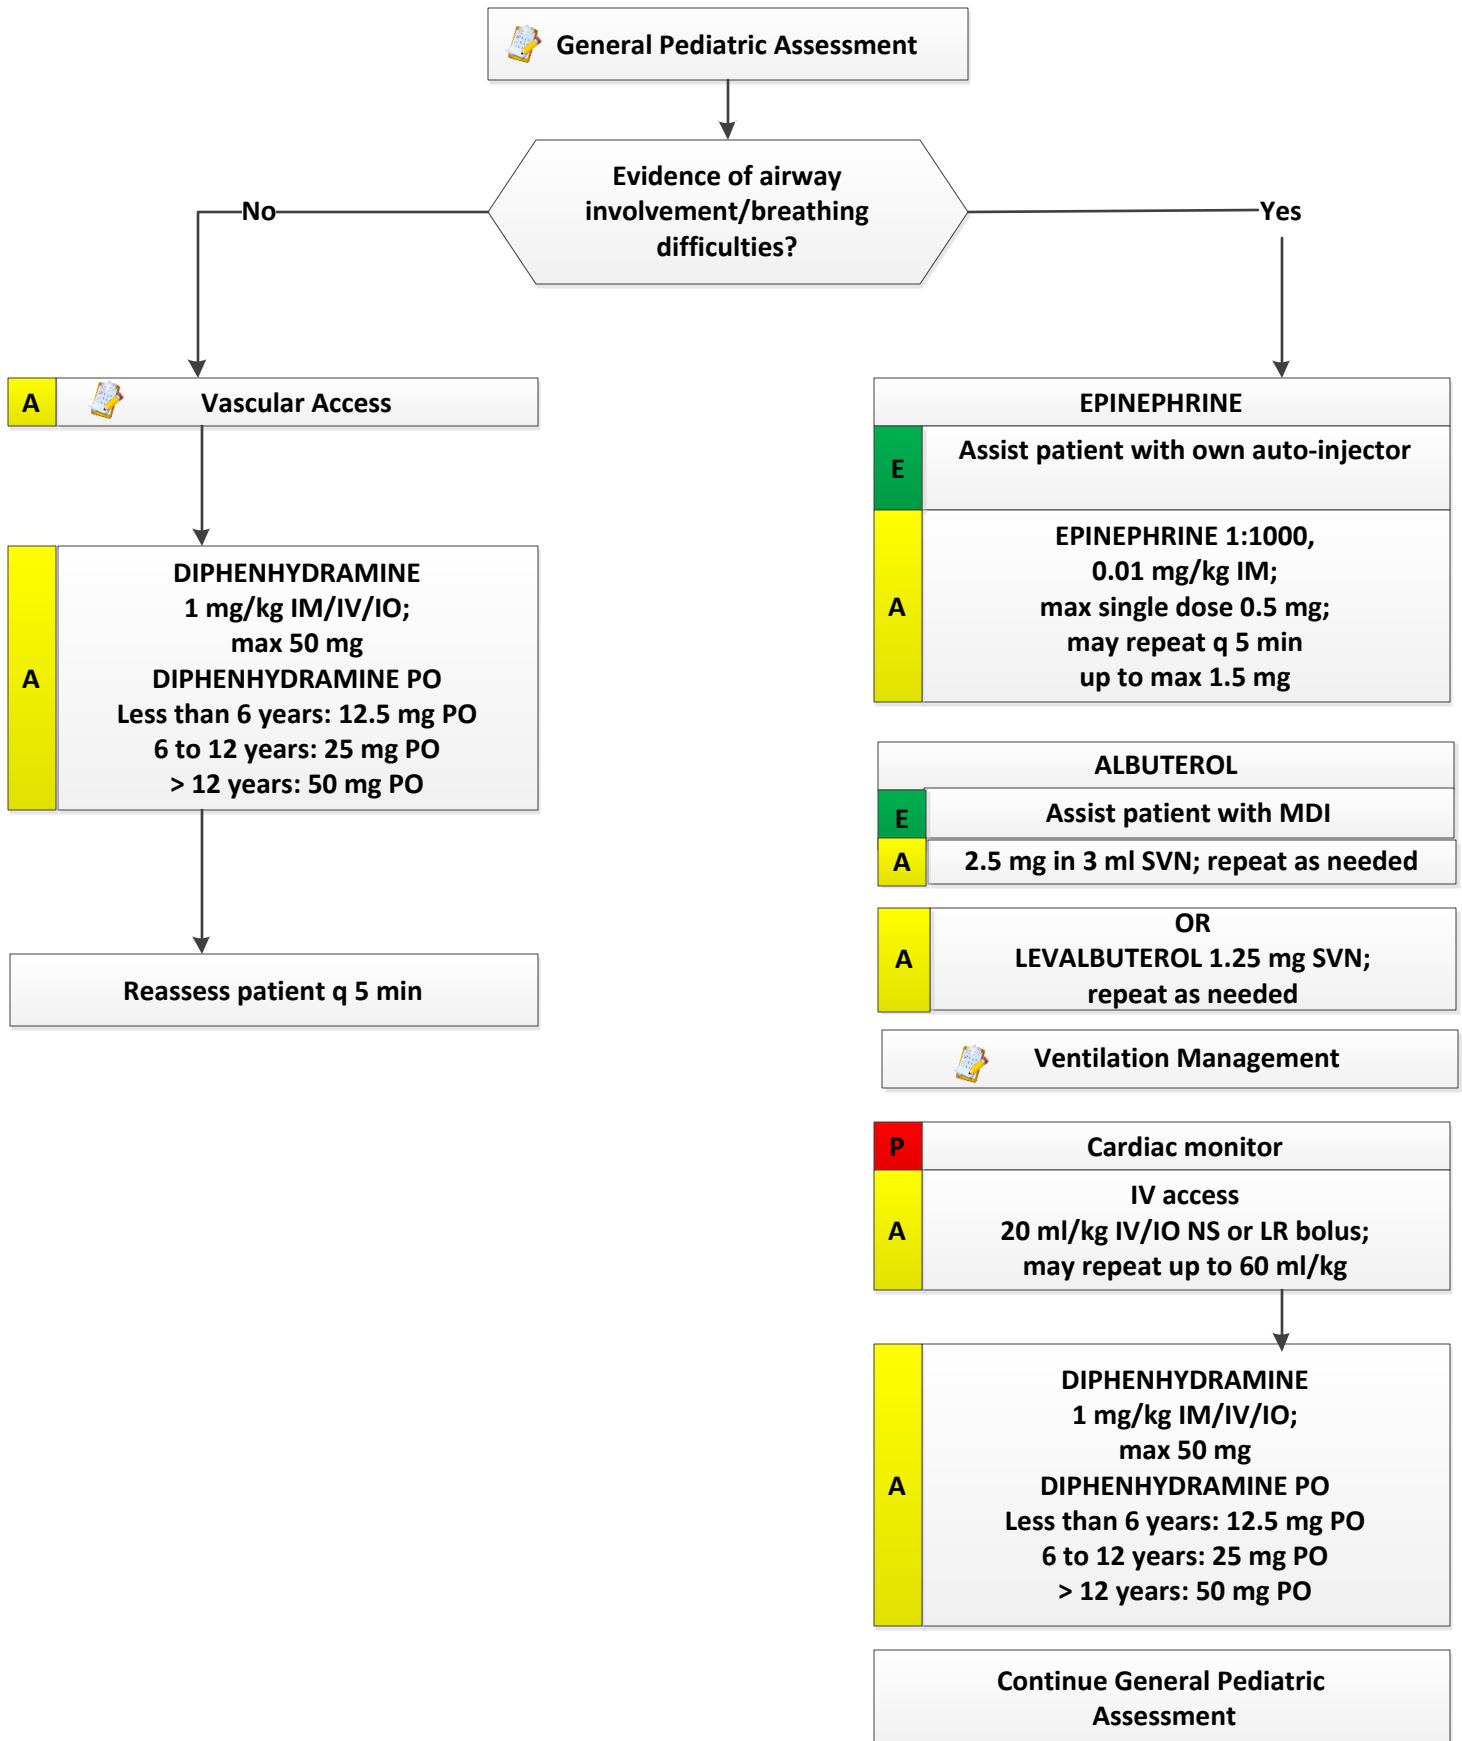 General Pediatric Assessment
Evidence of airway
involvement/breathing
difficulties?
No
Yes
A
Vascular Access
A
DIPHENHYDRAMINE
1 mg/kg IM/IV/IO;
max 50 mg
DIPHENHYDRAMINE PO
Less than 6 years: 12.5 mg PO
6 to 12 years: 25 mg PO
> 12 years: 50 mg PO
Reassess patient q 5 min
EPINEPHRINE
E
Assist patient with own auto-injector
A
EPINEPHRINE 1:1000,
0.01 mg/kg IM;
max single dose 0.5 mg;
may repeat q 5 min
up to max 1.5 mg
ALBUTEROL
E
Assist patient with MDI
A
2.5 mg in 3 ml SVN; repeat as needed
A
OR
LEVALBUTEROL 1.25 mg SVN;
repeat as needed
Ventilation Management
P
Cardiac monitor
A
IV access
20 ml/kg IV/IO NS or LR bolus;
may repeat up to 60 ml/kg
A
DIPHENHYDRAMINE
1 mg/kg IM/IV/IO;
max 50 mg
DIPHENHYDRAMINE PO
Less than 6 years: 12.5 mg PO
6 to 12 years: 25 mg PO
> 12 years: 50 mg PO
Continue General Pediatric
Assessment